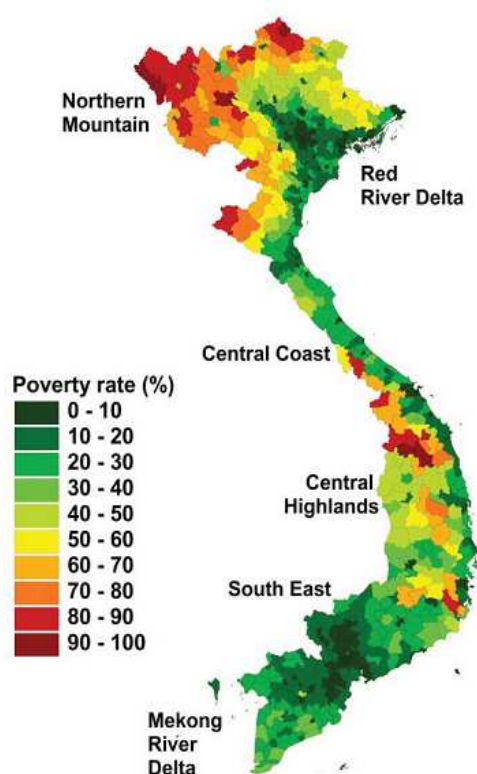 Northern
Mountain
Red
River Delta
Central Coast
Poverty rate (%)
0 - 10
10 - 20
20 - 30
30 - 40
40 - 50
50 - 60
60 - 70
70 - 80
80 - 90
90 - 100
Central
Highlands
South East
Mekong
River
Delta